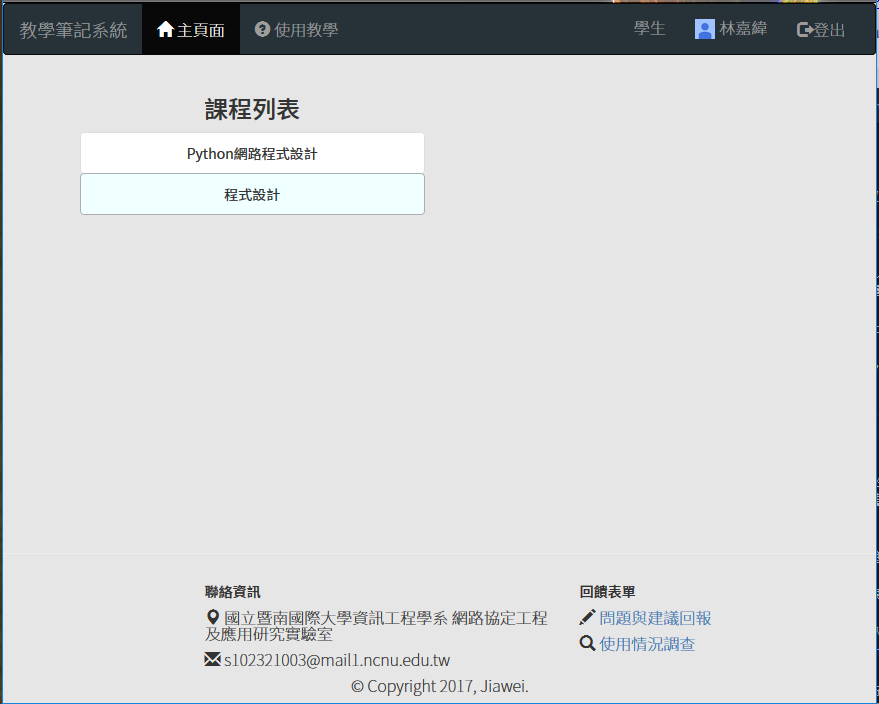 教學筆記系統 主頁面 使用教學 學生 林嘉緯 登出
課程列表
Python網路程式設計
程式設計
聯絡資訊
國立暨南國際大學資訊工程學系 網路協定工程
及應用研究實驗室
s102321003@mail1.ncnu.edu.tw
回饋表單
問題與建議回報
使用情況調查
© Copyright 2017, Jiawei.